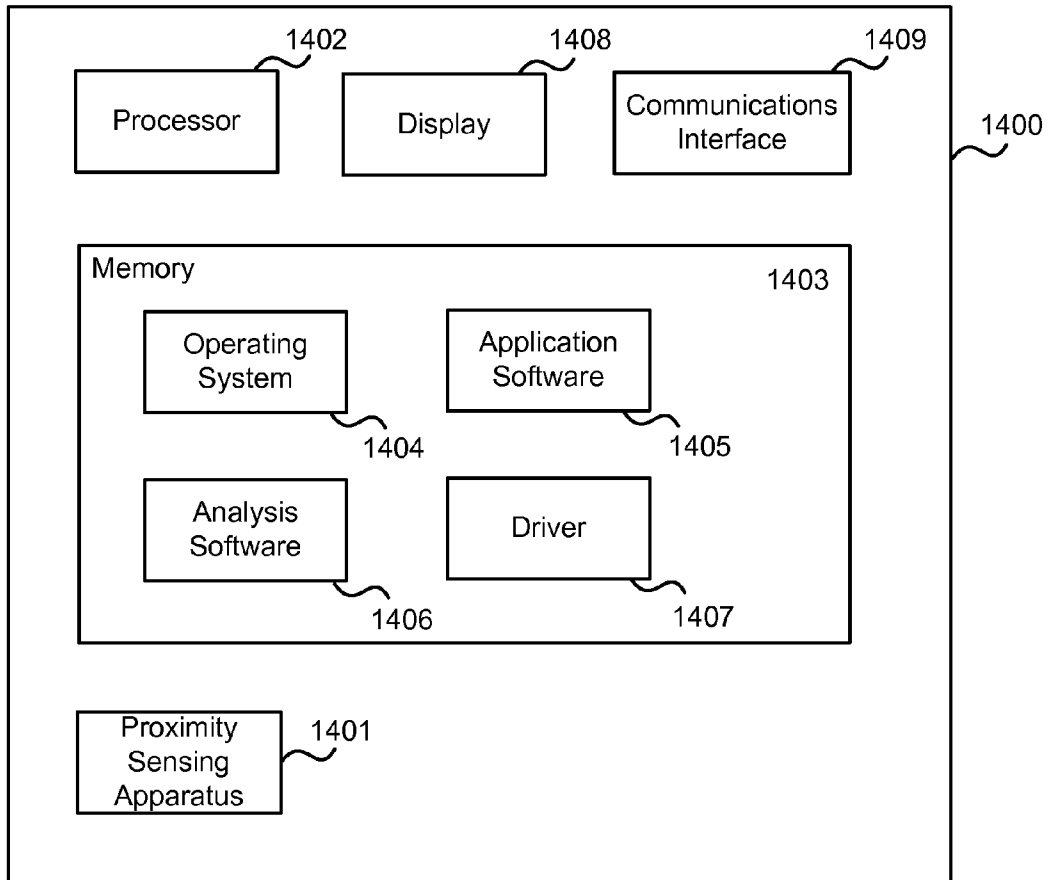 1402
1408
1409
Processor
Display
Communications
Interface
1400
Memory
1403
Operating
System
Application
Software
1404
1405
Analysis
Software
Driver
1406
1407
Proximity
Sensing
Apparatus
1401